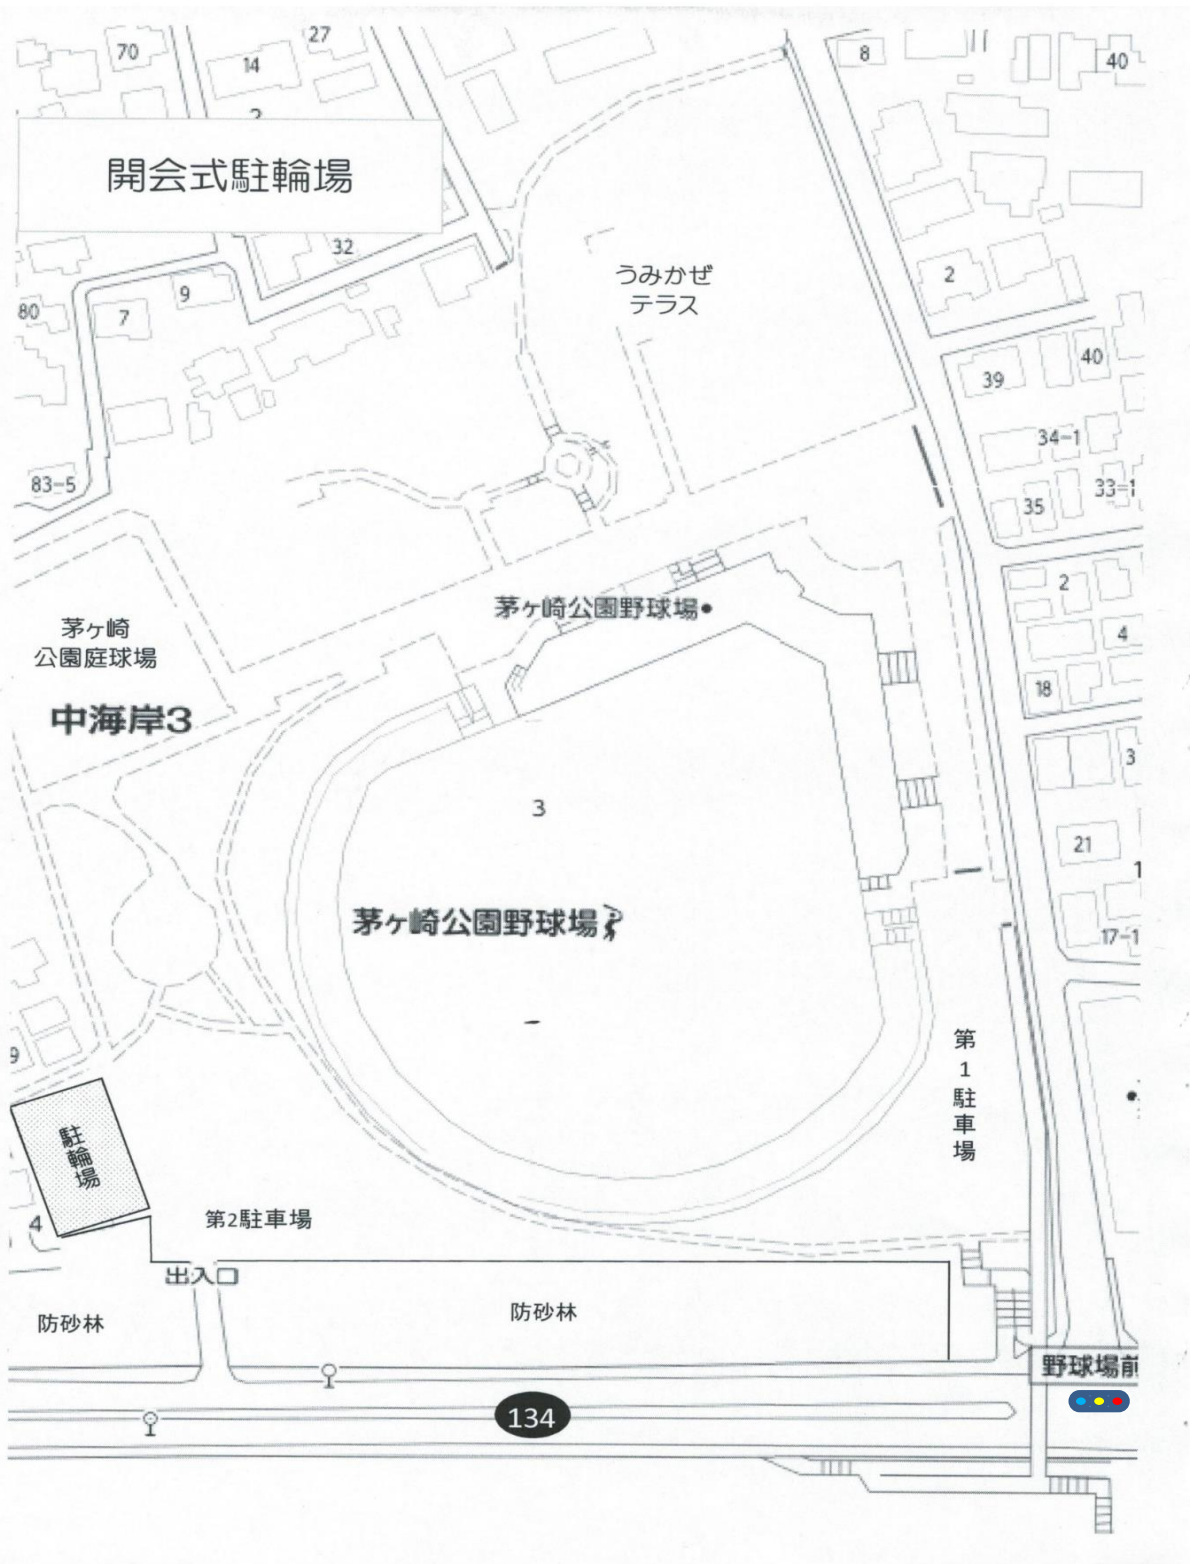 70
14
27
8
40
2
開会式駐輪場
32
9
80
7
うみかぜ
テラス
2
39
40
34-1
33-1
35
83-5
2
4
18
茅ヶ崎公園野球場
茅ヶ崎
公園庭球場
中海岸3
3
3
21
1
17-1
茅ヶ崎公園野球場
9
第1駐車場
駐輪場
4
第2駐車場
出入口
防砂林
防砂林
野球場前
134